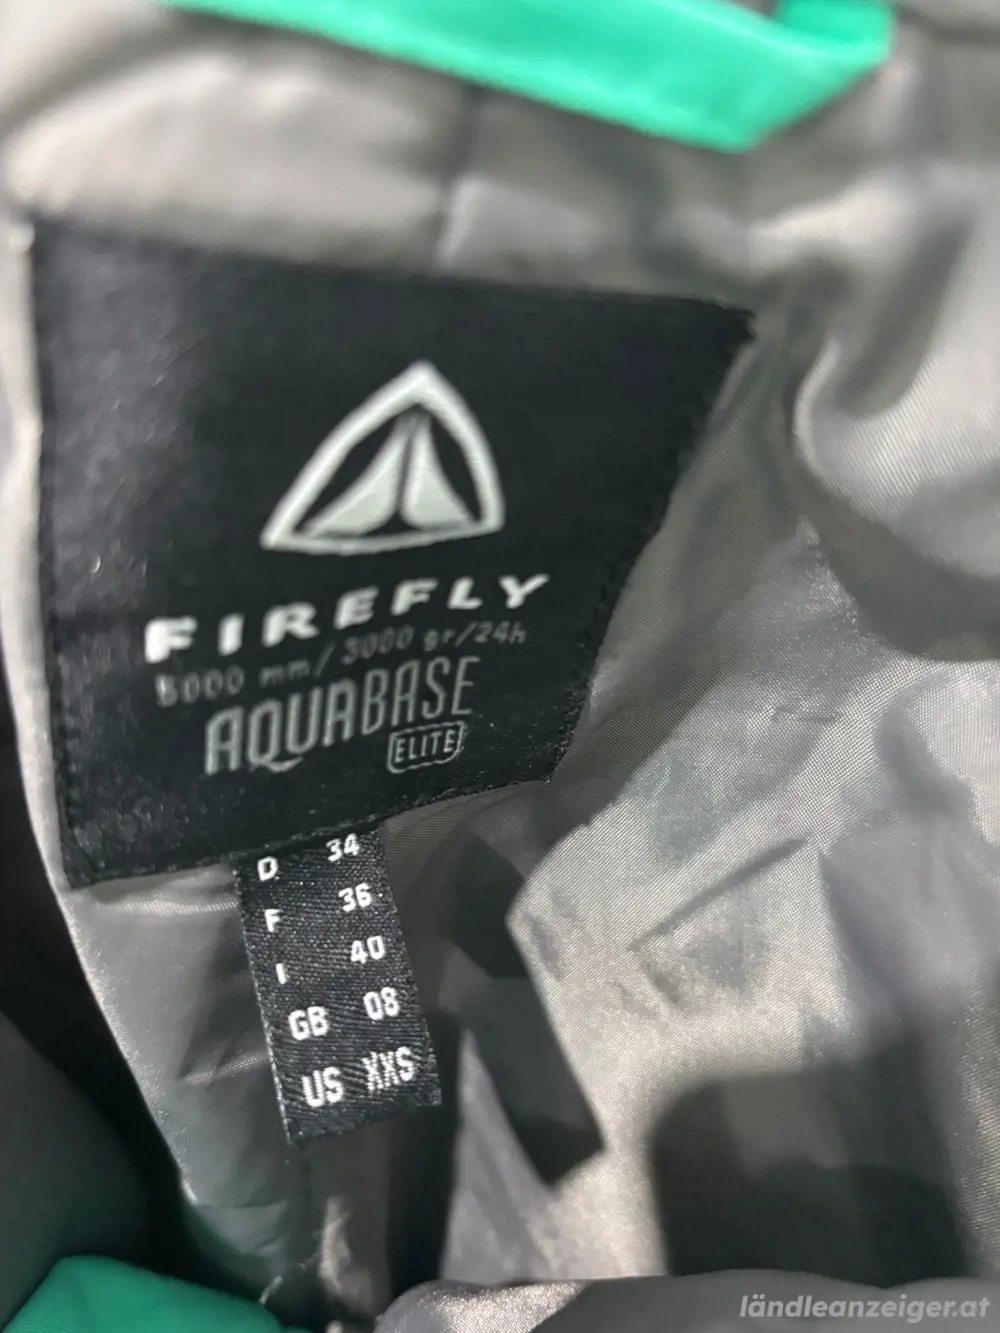 FIREFLY
5000 mm/3000 gr/24h
AQUABASE
ELITE
D 34
F 36
I 40
GB 08
US XXS
ländleanzeiger.at